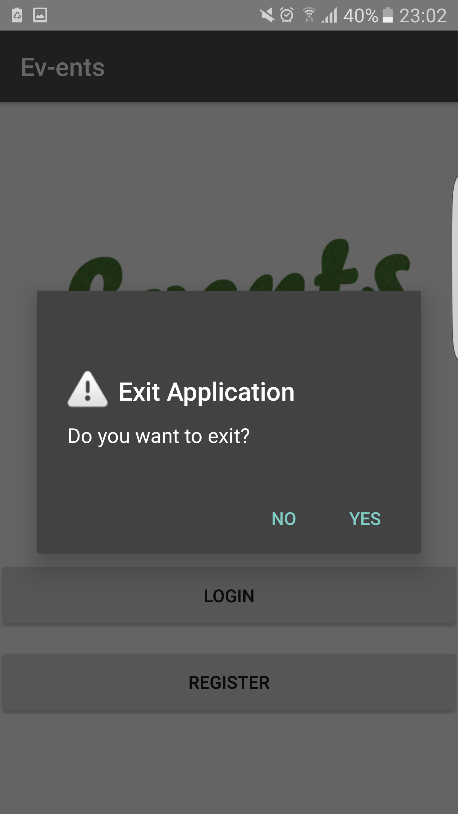 40% 23:02
Ev-ents
Exit Application
Do you want to exit?
NO YES
LOGIN
REGISTER